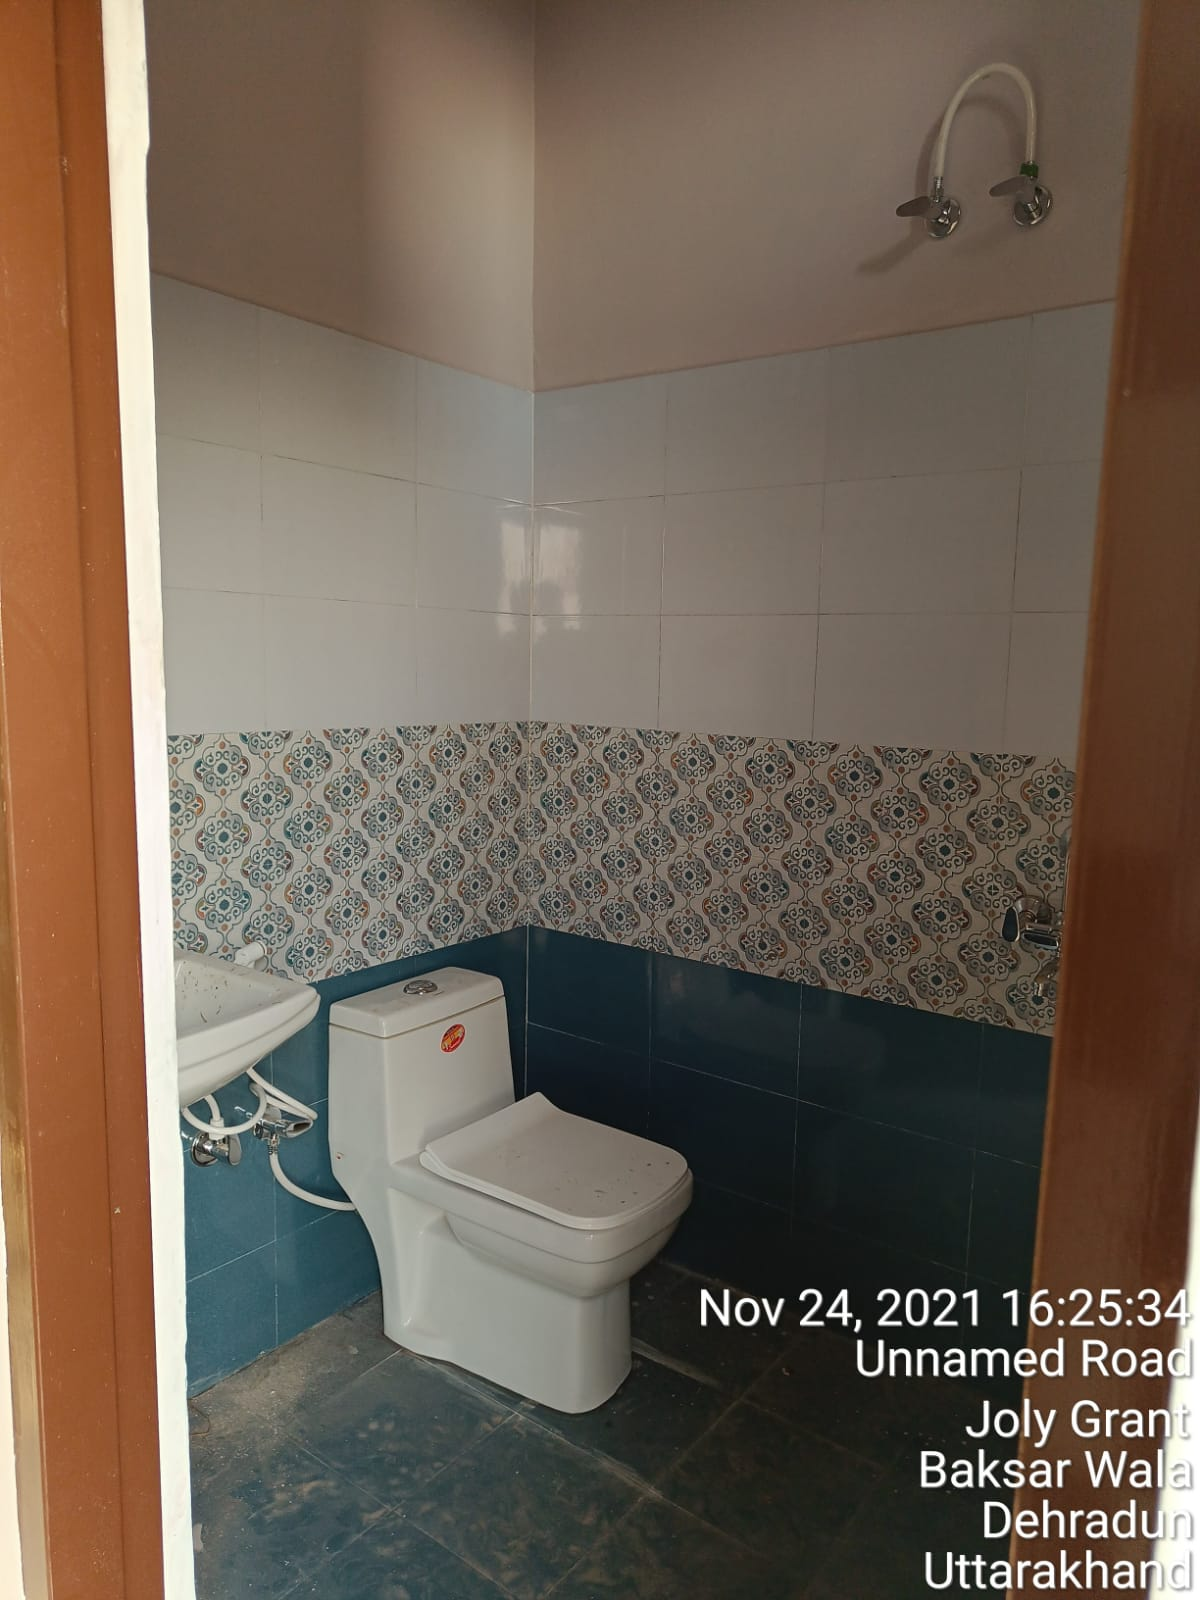 Nov 24, 2021 16:25:34
Unnamed Road
Joly Grant
Baksar Wala
Dehradun
Uttarakhand